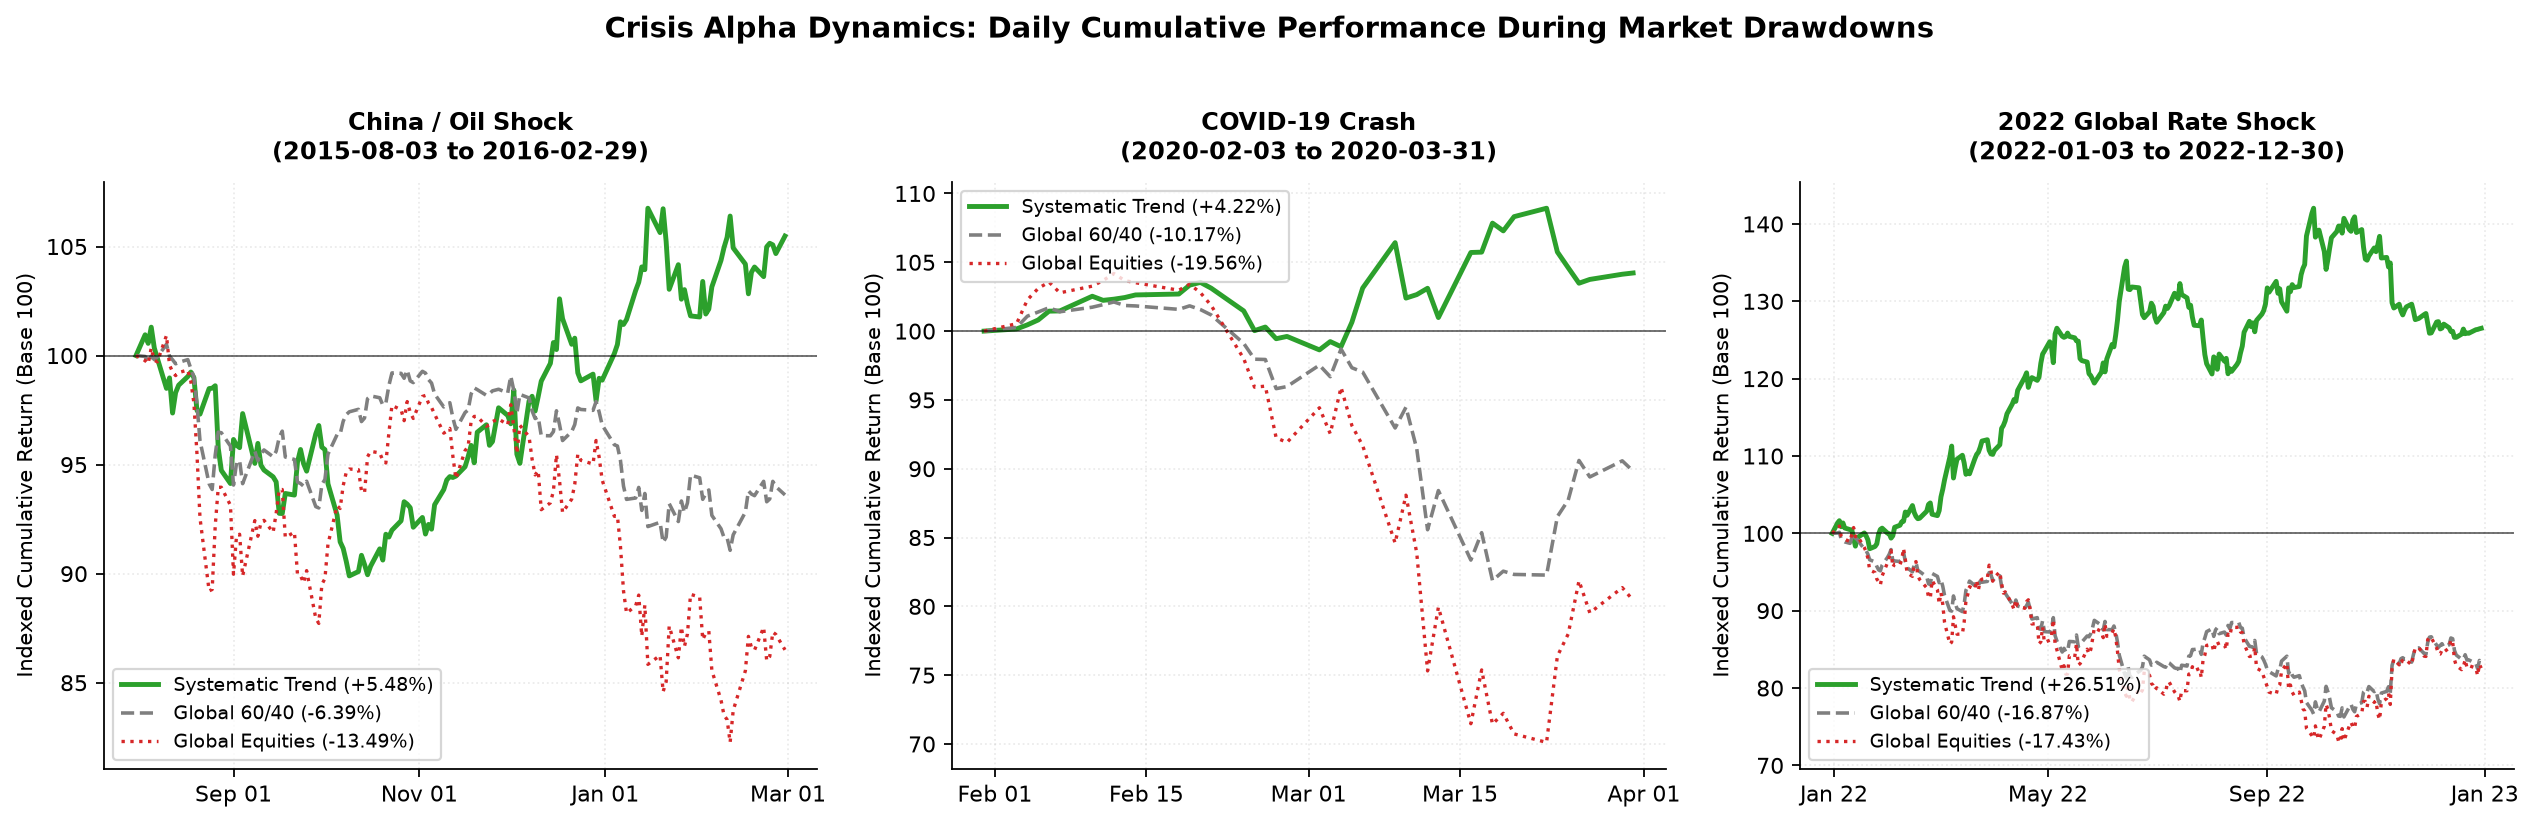 Crisis Alpha Dynamics: Daily Cumulative Performance During Market Drawdowns
China / Oil Shock
(2015-08-03 to 2016-02-29)
Indexed Cumulative Return (Base 100)
105
100
95
90
85
Systematic Trend (+5.48%)
Global 60/40 (-6.39%)
Global Equities (-13.49%)
Sep 01
Nov 01
Jan 01
Mar 01
COVID-19 Crash
(2020-02-03 to 2020-03-31)
Indexed Cumulative Return (Base 100)
110
105
100
95
90
85
80
75
70
Systematic Trend (+4.22%)
Global 60/40 (-10.17%)
Global Equities (-19.56%)
Feb 01
Feb 15
Mar 01
Mar 15
Apr 01
2022 Global Rate Shock
(2022-01-03 to 2022-12-30)
Indexed Cumulative Return (Base 100)
140
130
120
110
100
90
80
70
Systematic Trend (+26.51%)
Global 60/40 (-16.87%)
Global Equities (-17.43%)
Jan 22
May 22
Sep 22
Jan 23